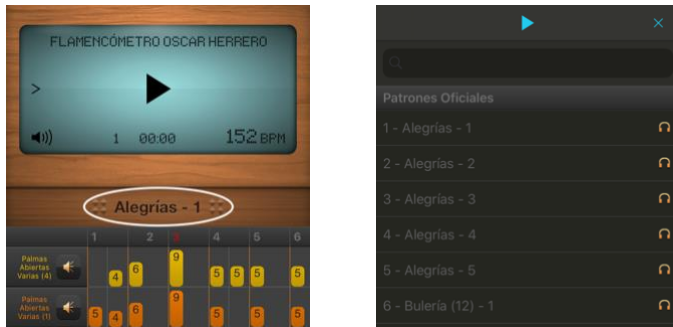 FLAMENCÓMETRO OSCAR HERRERO
>
1 00:00 152 BPM
Alegrías - 1
1 2 3 4 5 6
Palmas
Abiertas
Varias (4)
4 6 9 5 5 5 5
Palmas
Abiertas
Varias (1)
5 4 6 9 5 5 5
Patrones Oficiales
1 - Alegrías - 1
2 - Alegrías - 2
3 - Alegrías - 3
4 - Alegrías - 4
5 - Alegrías - 5
6 - Bulería (12) - 1